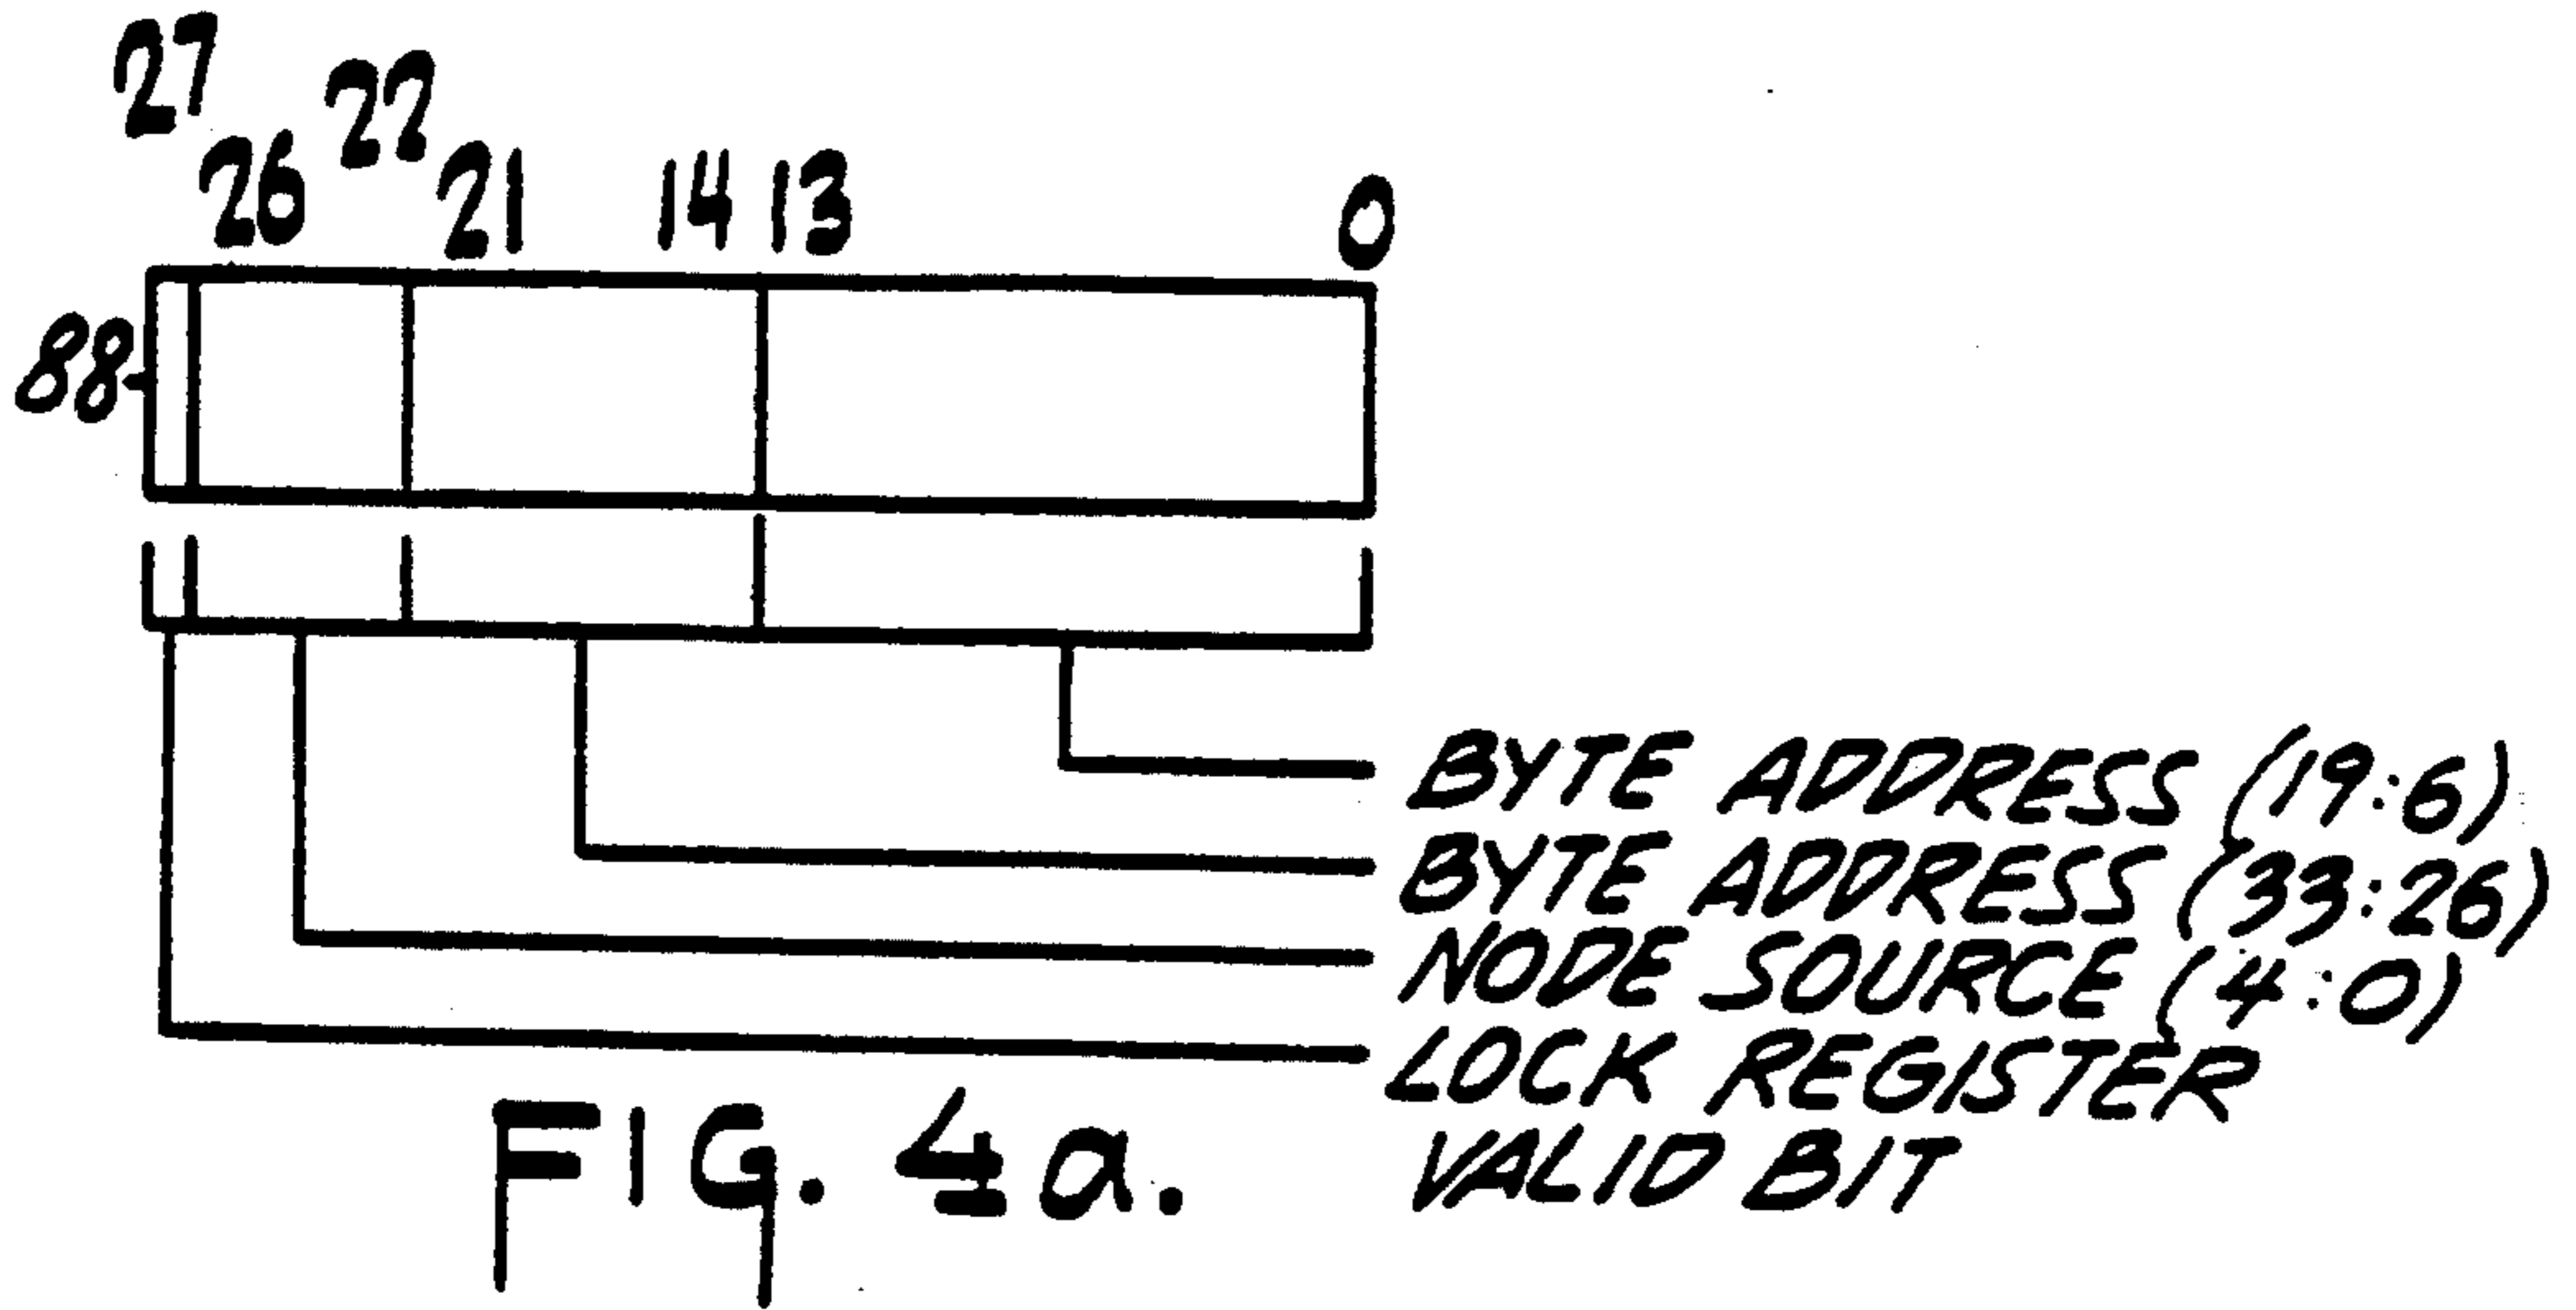 27
26
22
21
14
13
0
88
BYTE ADDRESS (19:6)
BYTE ADDRESS (33:26)
NODE SOURCE (4:0)
LOCK REGISTER
VALID BIT
FIG. 4a.